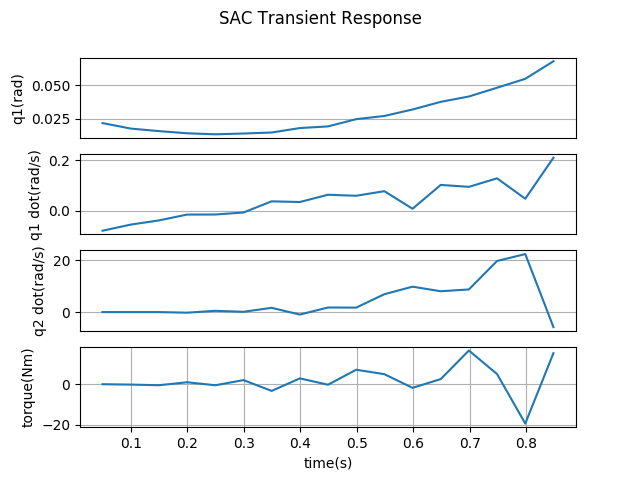 SAC Transient Response
q1(rad)
0.050
0.025
q1 dot(rad/s)
0.2
0.0
q2 dot(rad/s)
20
0
torque(Nm)
0
−20
0.1 0.2 0.3 0.4 0.5 0.6 0.7 0.8
time(s)